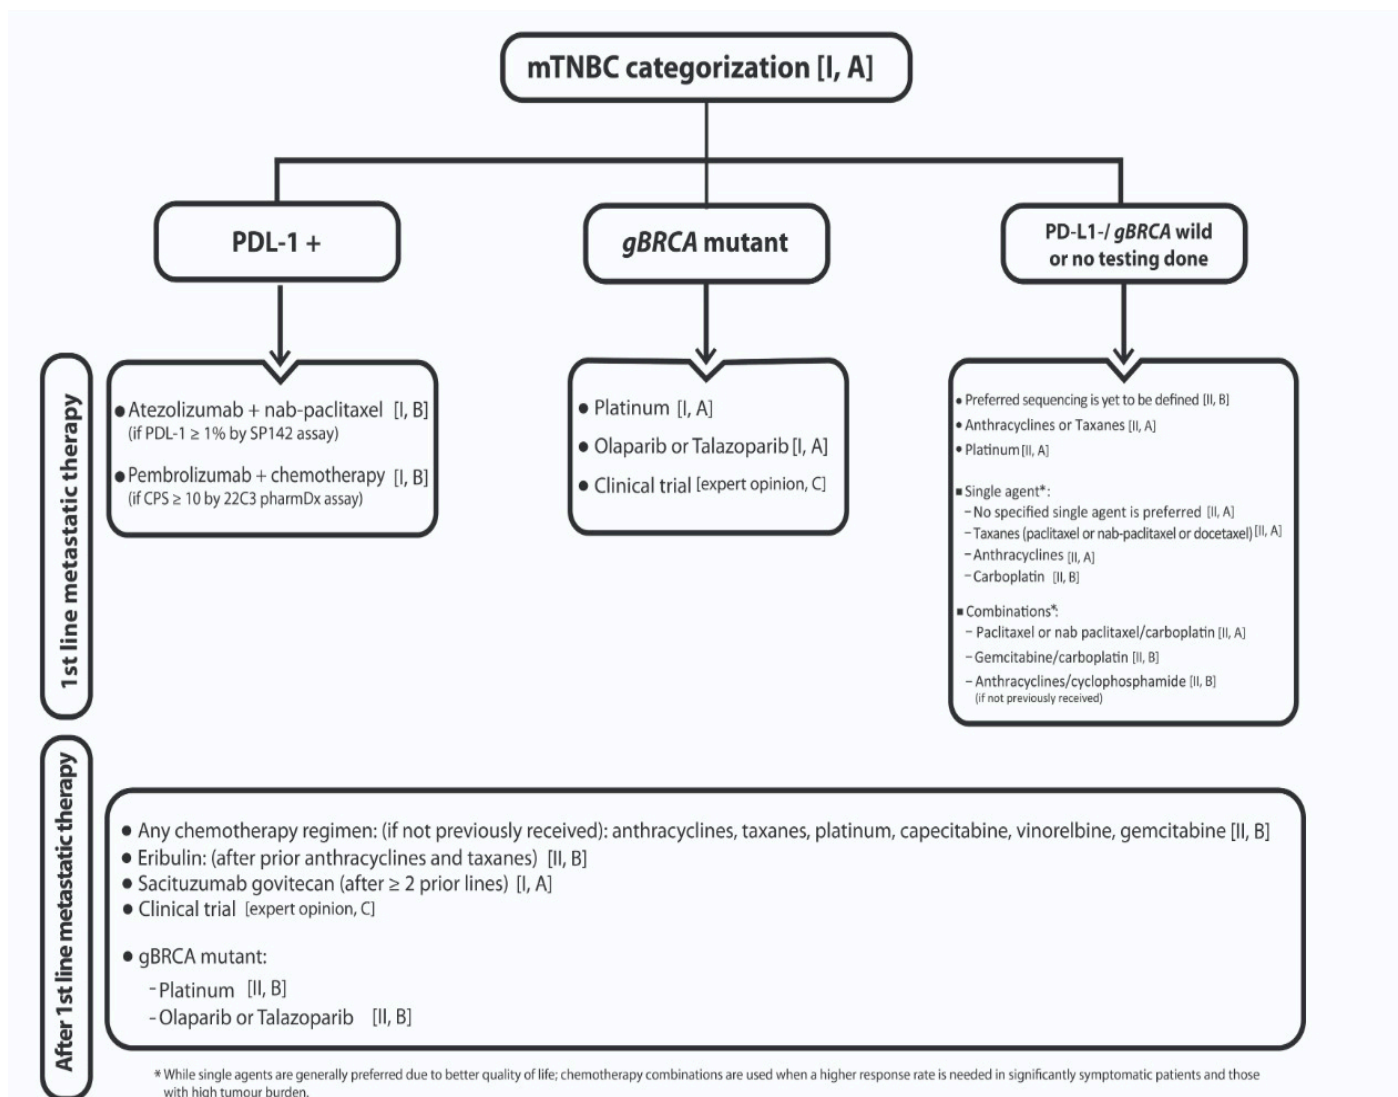 mTNBC categorization [I, A]
PDL-1 +
gBRCA mutant
PD-L1-/ gBRCA wild
or no testing done
1st line metastatic therapy
● Atezolizumab + nab-paclitaxel [I, B]
(if PDL-1 ≥ 1% by SP142 assay)
● Pembrolizumab + chemotherapy [I, B]
(if CPS ≥ 10 by 22C3 pharmDx assay)
● Platinum [I, A]
● Olaparib or Talazoparib [I, A]
● Clinical trial [expert opinion, C]
● Preferred sequencing is yet to be defined [II, B]
● Anthracyclines or Taxanes [II, A]
● Platinum [II, A]
■ Single agent*:
– No specified single agent is preferred [II, A]
– Taxanes (paclitaxel or nab-paclitaxel or docetaxel) [II, A]
– Anthracyclines [II, A]
– Carboplatin [II, B]
■ Combinations*:
– Paclitaxel or nab paclitaxel/carboplatin [II, A]
– Gemcitabine/carboplatin [II, B]
– Anthracyclines/cyclophosphamide [II, B]
(if not previously received)
After 1st line metastatic therapy
● Any chemotherapy regimen: (if not previously received): anthracyclines, taxanes, platinum, capecitabine, vinorelbine, gemcitabine [II, B]
● Eribulin: (after prior anthracyclines and taxanes) [II, B]
● Sacituzumab govitecan (after ≥ 2 prior lines) [I, A]
● Clinical trial [expert opinion, C]
● gBRCA mutant:
- Platinum [II, B]
- Olaparib or Talazoparib [II, B]
* While single agents are generally preferred due to better quality of life; chemotherapy combinations are used when a higher response rate is needed in significantly symptomatic patients and those
with high tumour burden.